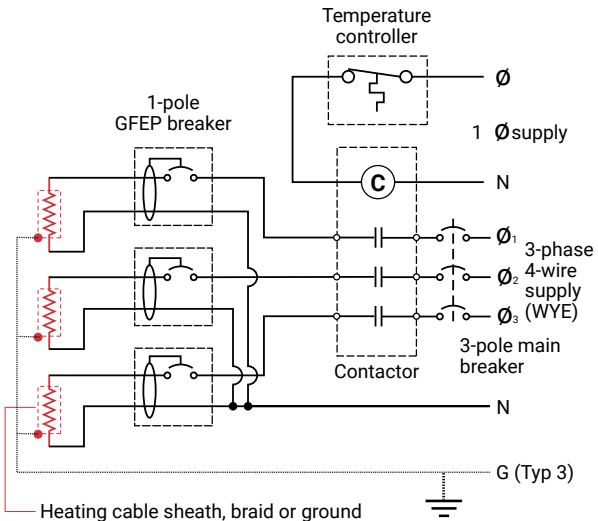 Temperature
controller
1-pole
GFEP breaker
Ø
1 Ø supply
C
N
Ø1
3-phase
Ø2 4-wire
supply
Ø3 (WYE)
3-pole main
breaker
Contactor
N
G (Typ 3)
Heating cable sheath, braid or ground